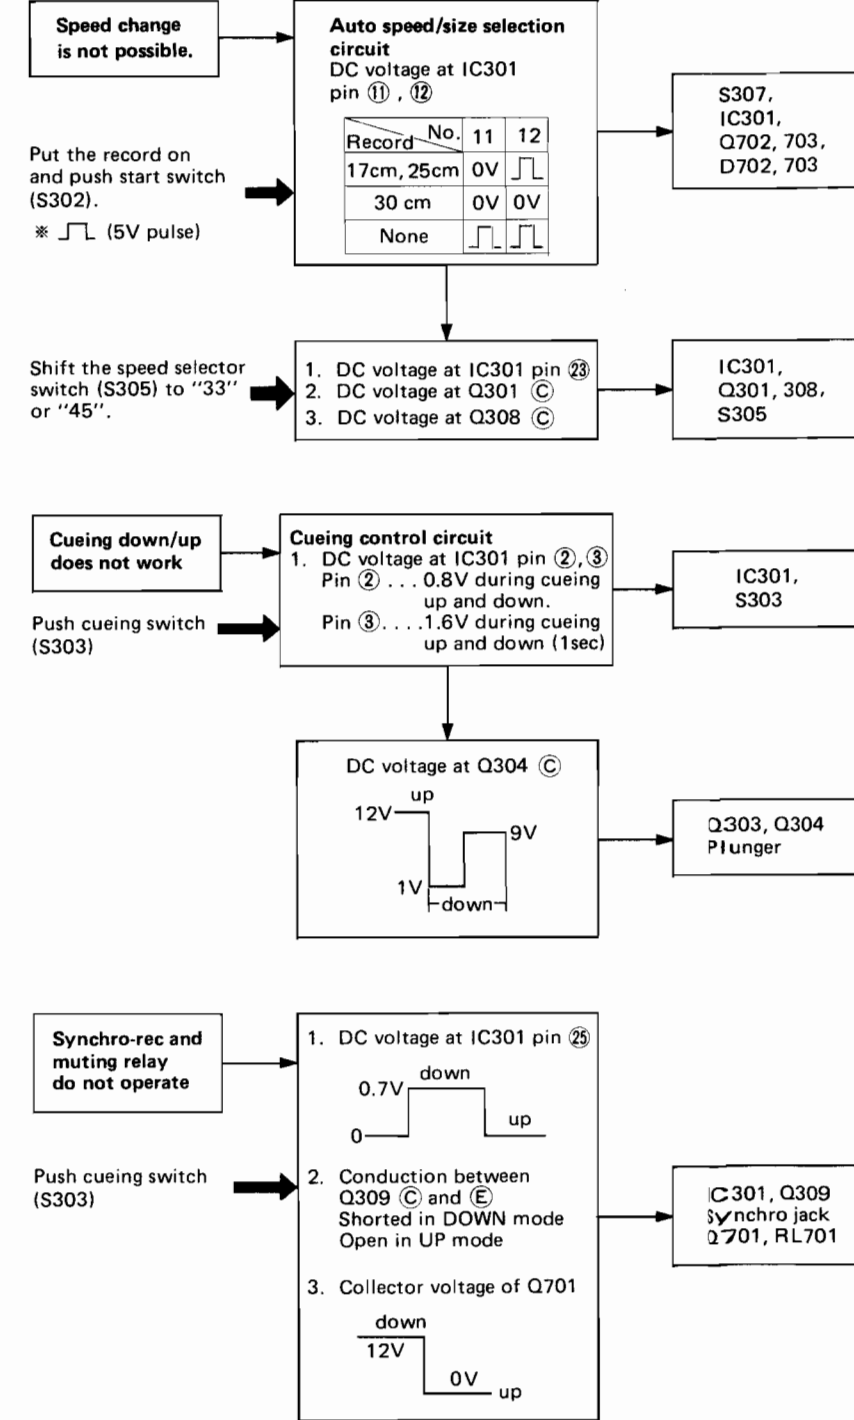 Speed change
is not possible.
Auto speed/size selection
circuit
DC voltage at IC301
pin ⑪ , ⑫
Record No. 11 12
17cm, 25cm 0V
30 cm 0V 0V
None
S307,
IC301,
Q702, 703,
D702, 703
Put the record on
and push start switch
(S302).
※ (5V pulse)
Shift the speed selector
switch (S305) to "33"
or "45".
1. DC voltage at IC301 pin ㉓
2. DC voltage at Q301 Ⓒ
3. DC voltage at Q308 Ⓒ
IC301,
Q301, 308,
S305
Cueing down/up
does not work
Cueing control circuit
1. DC voltage at IC301 pin ②,③
Pin ② ... 0.8V during cueing
up and down.
Pin ③....1.6V during cueing
up and down (1sec)
IC301,
S303
Push cueing switch
(S303)
DC voltage at Q304 Ⓒ
up
12V
9V
1V
down
Q303, Q304
Plunger
Synchro-rec and
muting relay
do not operate
1. DC voltage at IC301 pin ㉕
down
0.7V
up
0
Push cueing switch
(S303)
2. Conduction between
Q309 Ⓒ and Ⓔ
Shorted in DOWN mode
Open in UP mode
3. Collector voltage of Q701
down
12V
0V
up
IC301, Q309
Synchro jack
Q701, RL701